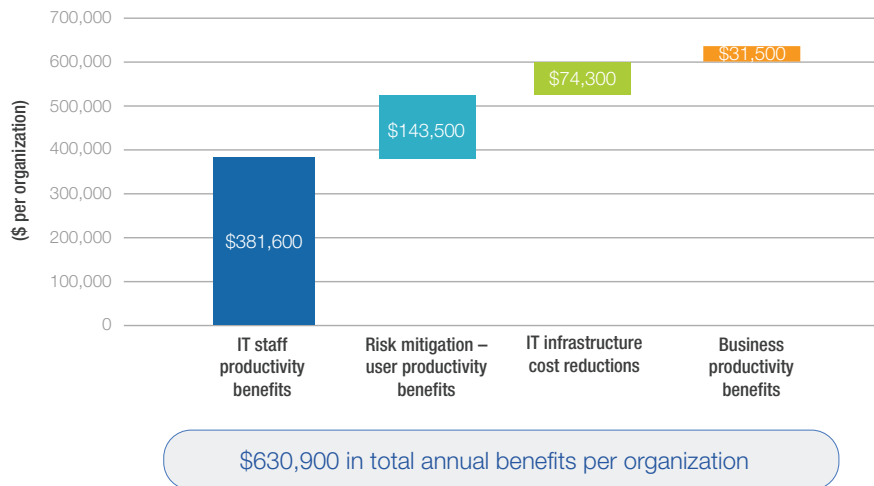 700,000
600,000
500,000
400,000
300,000
200,000
100,000
0
($ per organization)
$381,600
$143,500
$74,300
$31,500
IT staff
productivity
benefits
Risk mitigation –
user productivity
benefits
IT infrastructure
cost reductions
Business
productivity
benefits
$630,900 in total annual benefits per organization